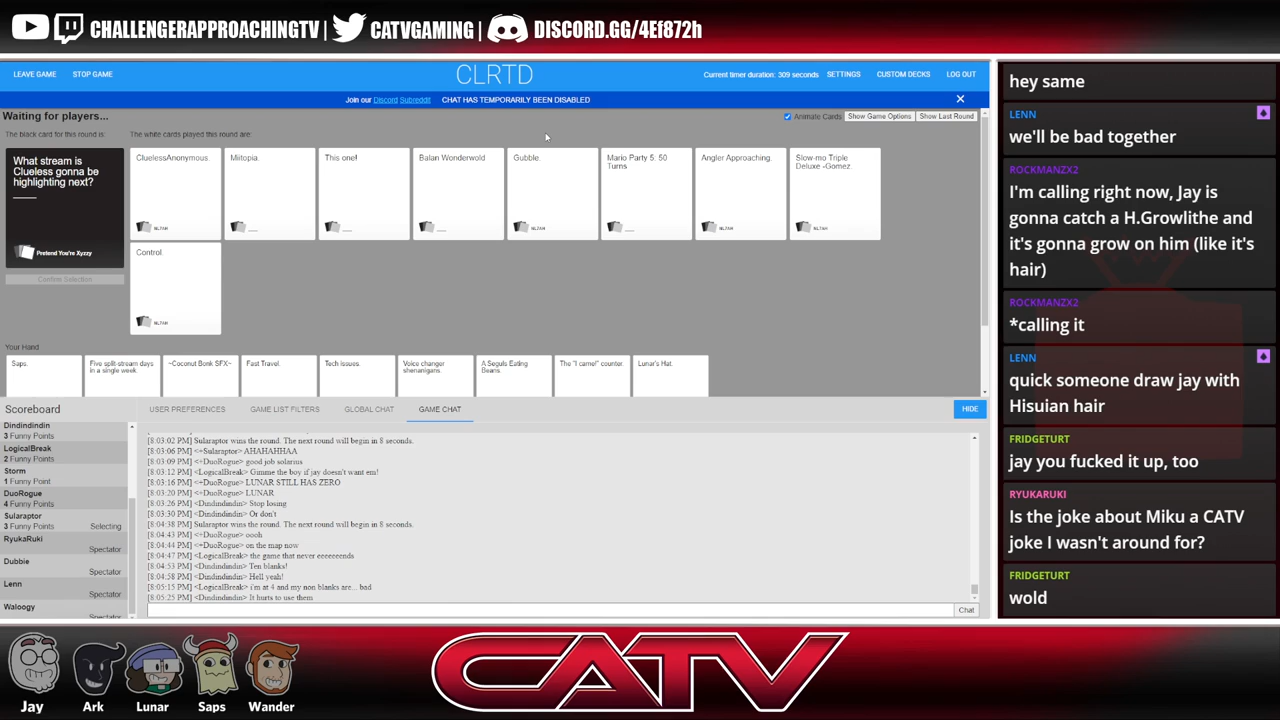 CHALLENGERAPPROACHINGTV | CATVGAMING | DISCORD.GG/4EF872H
LEAVE GAME STOP GAME CLRTD Current timer duration: 309 seconds SETTINGS CUSTOM DECKS LOG OUT
Join our Discord Subreddit CHAT HAS TEMPORARILY BEEN DISABLED
Waiting for players...
Animate Cards Show Game Options Show Last Round
The black card for this round is: The white cards played this round are:
What stream is
Clueless gonna be
highlighting next?
Pretend You're Xyzzy
Confirm Selection
CluelessAnonymous.
Miitopia.
This one!
Balan Wonderwold
Gubble.
Mario Party 5: 50
Turns
Angler Approaching.
Slow-mo Triple
Deluxe -Gomez.
Control.
Your Hand
Saps.
Five split-stream days
in a single week.
~Coconut Bonk SFX~
Fast Travel.
Tech issues.
Voice changer
shenanigans.
A Seguls Eating
Beans.
The "I came!" counter.
Lunar's Hat.
Scoreboard
Dindindindin
3 Funny Points
LogicalBreak
2 Funny Points
Storm
1 Funny Point
DuoRogue
4 Funny Points
Sularaptor
3 Funny Points Selecting
RyukaRuki
Spectator
Dubbie
Spectator
Lenn
Spectator
Waloogy
Spectator
USER PREFERENCES GAME LIST FILTERS GLOBAL CHAT GAME CHAT HIDE
[8:03:02 PM] Sularaptor wins the round. The next round will begin in 8 seconds.
[8:03:06 PM] <+Sularaptor> AHAHAHHAA
[8:03:09 PM] <+DuoRogue> good job solarius
[8:03:12 PM] <LogicalBreak> Gimme the boy if jay doesn't want em!
[8:03:16 PM] <+DuoRogue> LUNAR STILL HAS ZERO
[8:03:20 PM] <+DuoRogue> LUNAR
[8:03:26 PM] <Dindindindin> Stop losing
[8:03:30 PM] <Dindindindin> Or don't
[8:04:38 PM] Sularaptor wins the round. The next round will begin in 8 seconds.
[8:04:43 PM] <+DuoRogue> oooh
[8:04:44 PM] <+DuoRogue> on the map now
[8:04:47 PM] <LogicalBreak> the game that never eeeeeends
[8:04:53 PM] <Dindindindin> Ten blanks!
[8:04:58 PM] <Dindindindin> Hell yeah!
[8:05:15 PM] <LogicalBreak> i'm at 4 and my non blanks are... bad
[8:05:25 PM] <Dindindindin> It hurts to use them
Chat
hey same
LENN
we'll be bad together
ROCKMANZX2
I'm calling right now, Jay is
gonna catch a H.Growlithe and
it's gonna grow on him (like it's
hair)
ROCKMANZX2
*calling it
LENN
quick someone draw jay with
Hisuian hair
FRIDGETURT
jay you fucked it up, too
RYUKARUKI
Is the joke about Miku a CATV
joke I wasn't around for?
FRIDGETURT
wold
Jay Ark Lunar Saps Wander
CATV